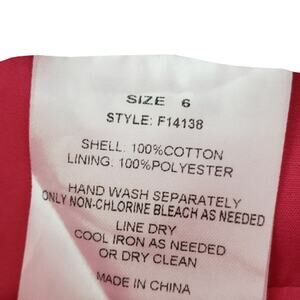 SIZE 6
STYLE: F14138
SHELL: 100%COTTON
LINING: 100%POLYESTER
HAND WASH SEPARATELY
ONLY NON-CHLORINE BLEACH AS NEEDED
LINE DRY
COOL IRON AS NEEDED
OR DRY CLEAN
MADE IN CHINA